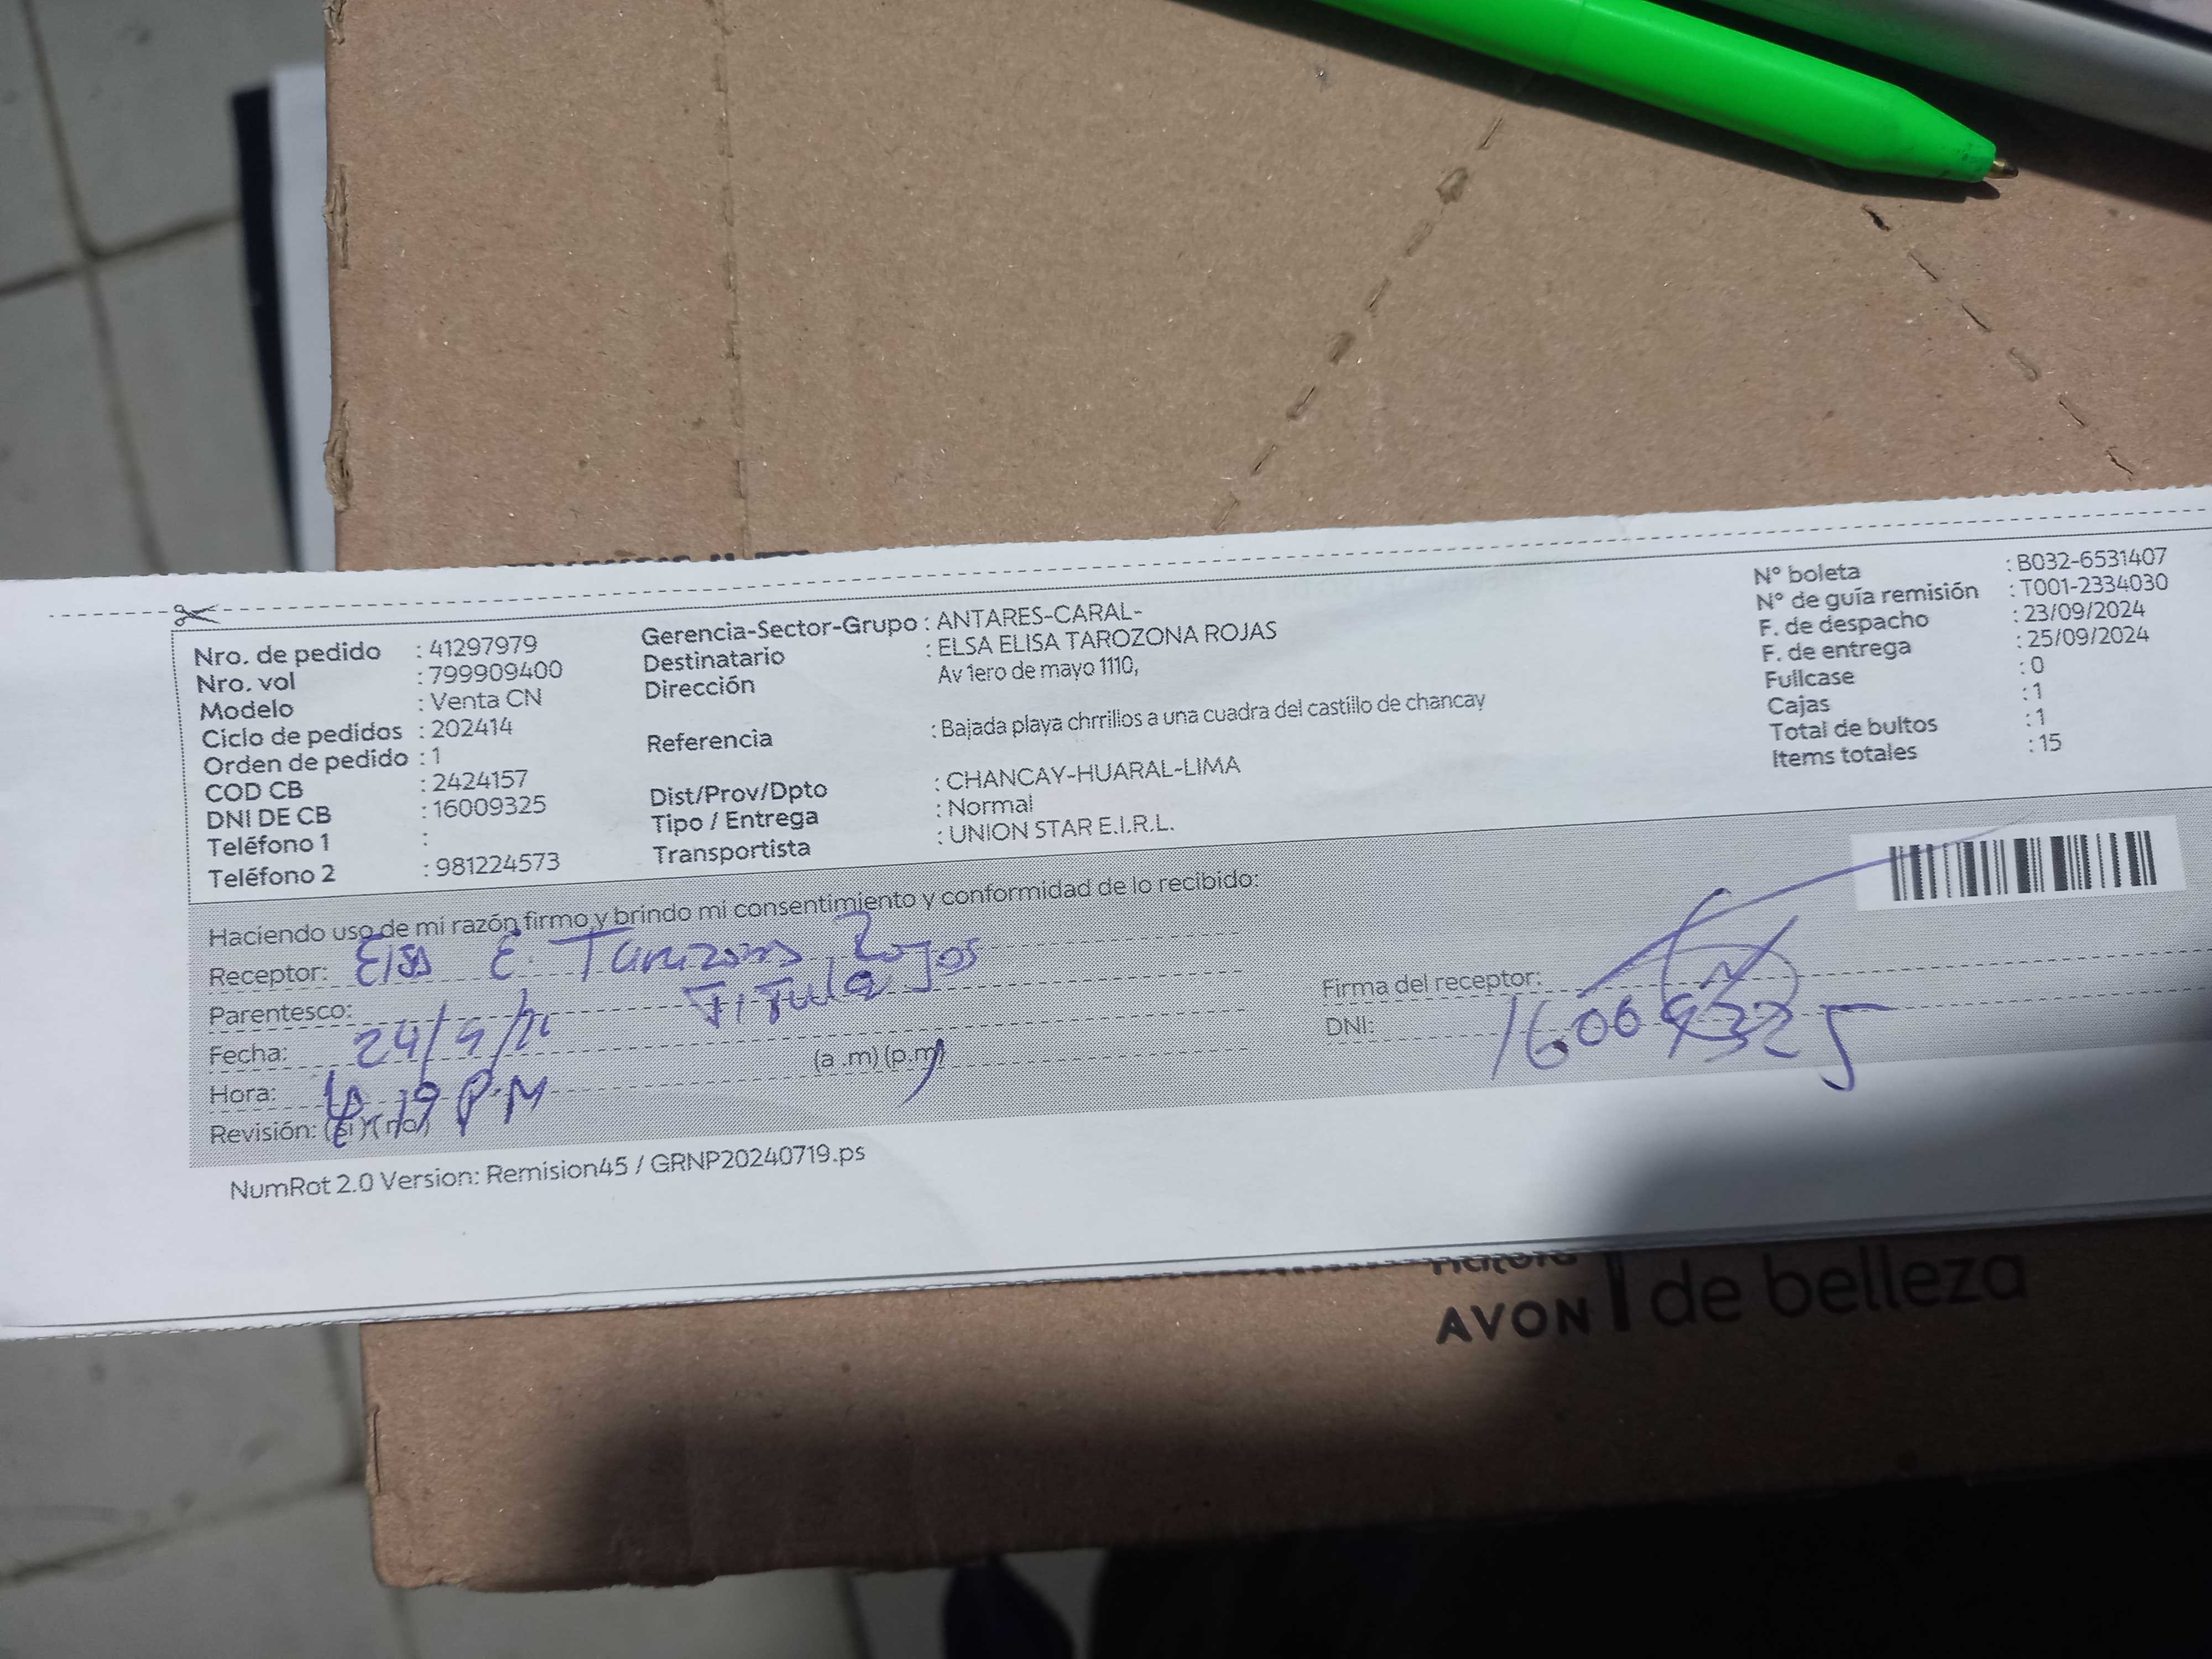 Nro. de pedido : 41297979
Nro. vol : 799909400
Modelo : Venta CN
Ciclo de pedidos : 202414
Orden de pedido : 1
COD CB : 2424157
DNI DE CB : 16009325
Teléfono 1 :
Teléfono 2 : 981224573
Gerencia-Sector-Grupo : ANTARES-CARAL-
Destinatario : ELSA ELISA TAROZONA ROJAS
Dirección Av 1ero de mayo 1110,
Referencia : Bajada playa chrrillos a una cuadra del castillo de chancay
Dist/Prov/Dpto : CHANCAY-HUARAL-LIMA
Tipo / Entrega : Normal
Transportista : UNION STAR E.I.R.L.
N° boleta : B032-6531407
N° de guía remisión : T001-2334030
F. de despacho : 23/09/2024
F. de entrega : 25/09/2024
Fullcase : 0
Cajas : 1
Total de bultos : 1
Items totales : 15
Haciendo uso de mi razón firmo y brindo mi consentimiento y conformidad de lo recibido:
Receptor: Elsa E. Tarazona Rojas
Parentesco: Titular
Fecha: 24/9/
Hora: 19 P.M (a .m) (p.m)
Revisión: (si) (no)
Firma del receptor:
DNI: 16009325
NumRot 2.0 Version: Remision45 / GRNP20240719.ps
natura
AVON de belleza